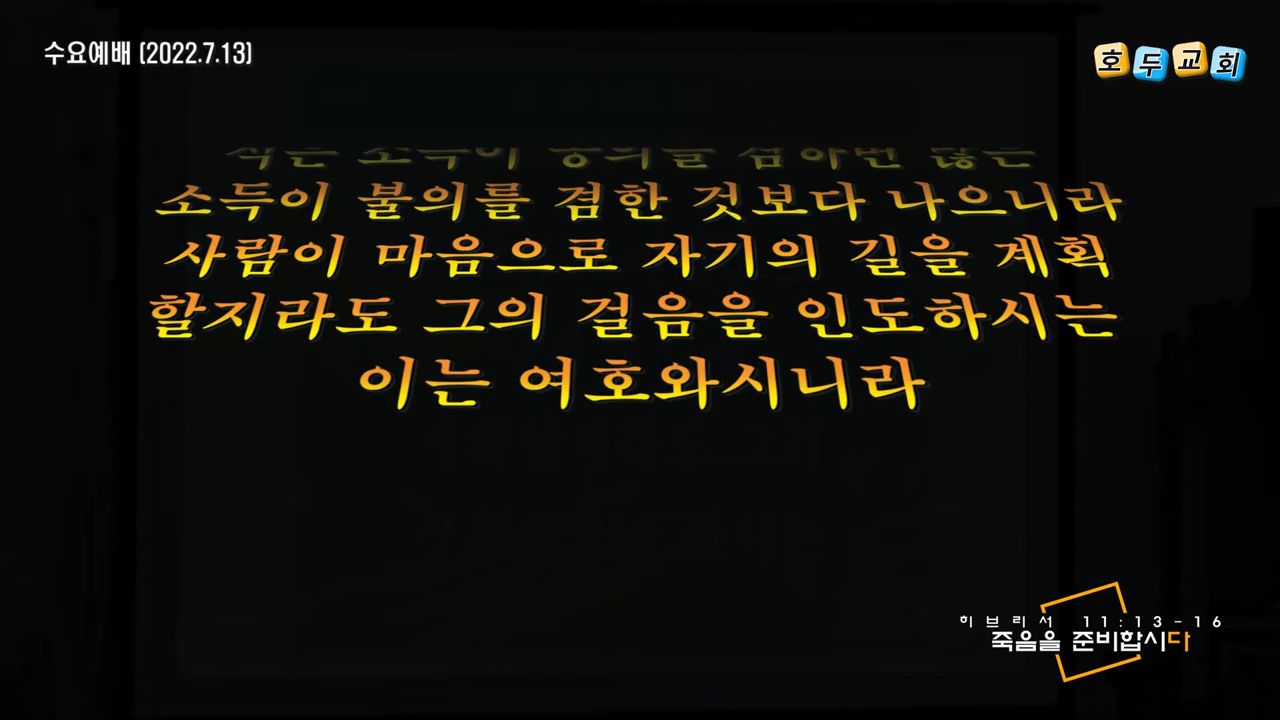 수요예배 (2022.7.13)
호두교회
소득이 불의를 겸한 것보다 나으니라
사람이 마음으로 자기의 길을 계획
할지라도 그의 걸음을 인도하시는
이는 여호와시니라
히브리서 11:13-16
죽음을 준비합시다